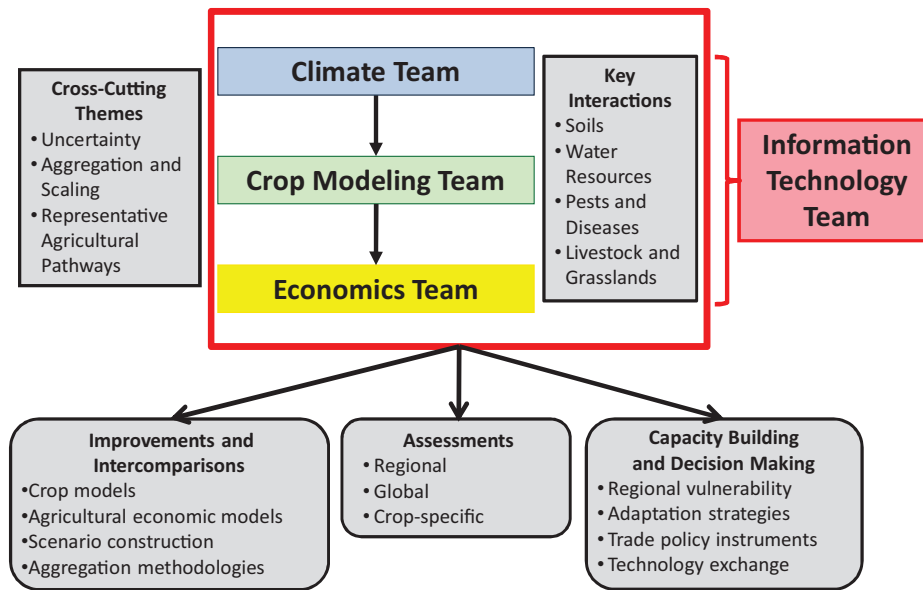 Climate Team
Crop Modeling Team
Economics Team
Cross-Cutting
Themes
• Uncertainty
• Aggregation and
Scaling
• Representative
Agricultural
Pathways
Key
Interactions
• Soils
• Water
Resources
• Pests and
Diseases
• Livestock and
Grasslands
Information
Technology
Team
Improvements and
Intercomparisons
•Crop models
•Agricultural economic models
•Scenario construction
•Aggregation methodologies
Assessments
• Regional
• Global
• Crop-specific
Capacity Building
and Decision Making
• Regional vulnerability
• Adaptation strategies
• Trade policy instruments
• Technology exchange